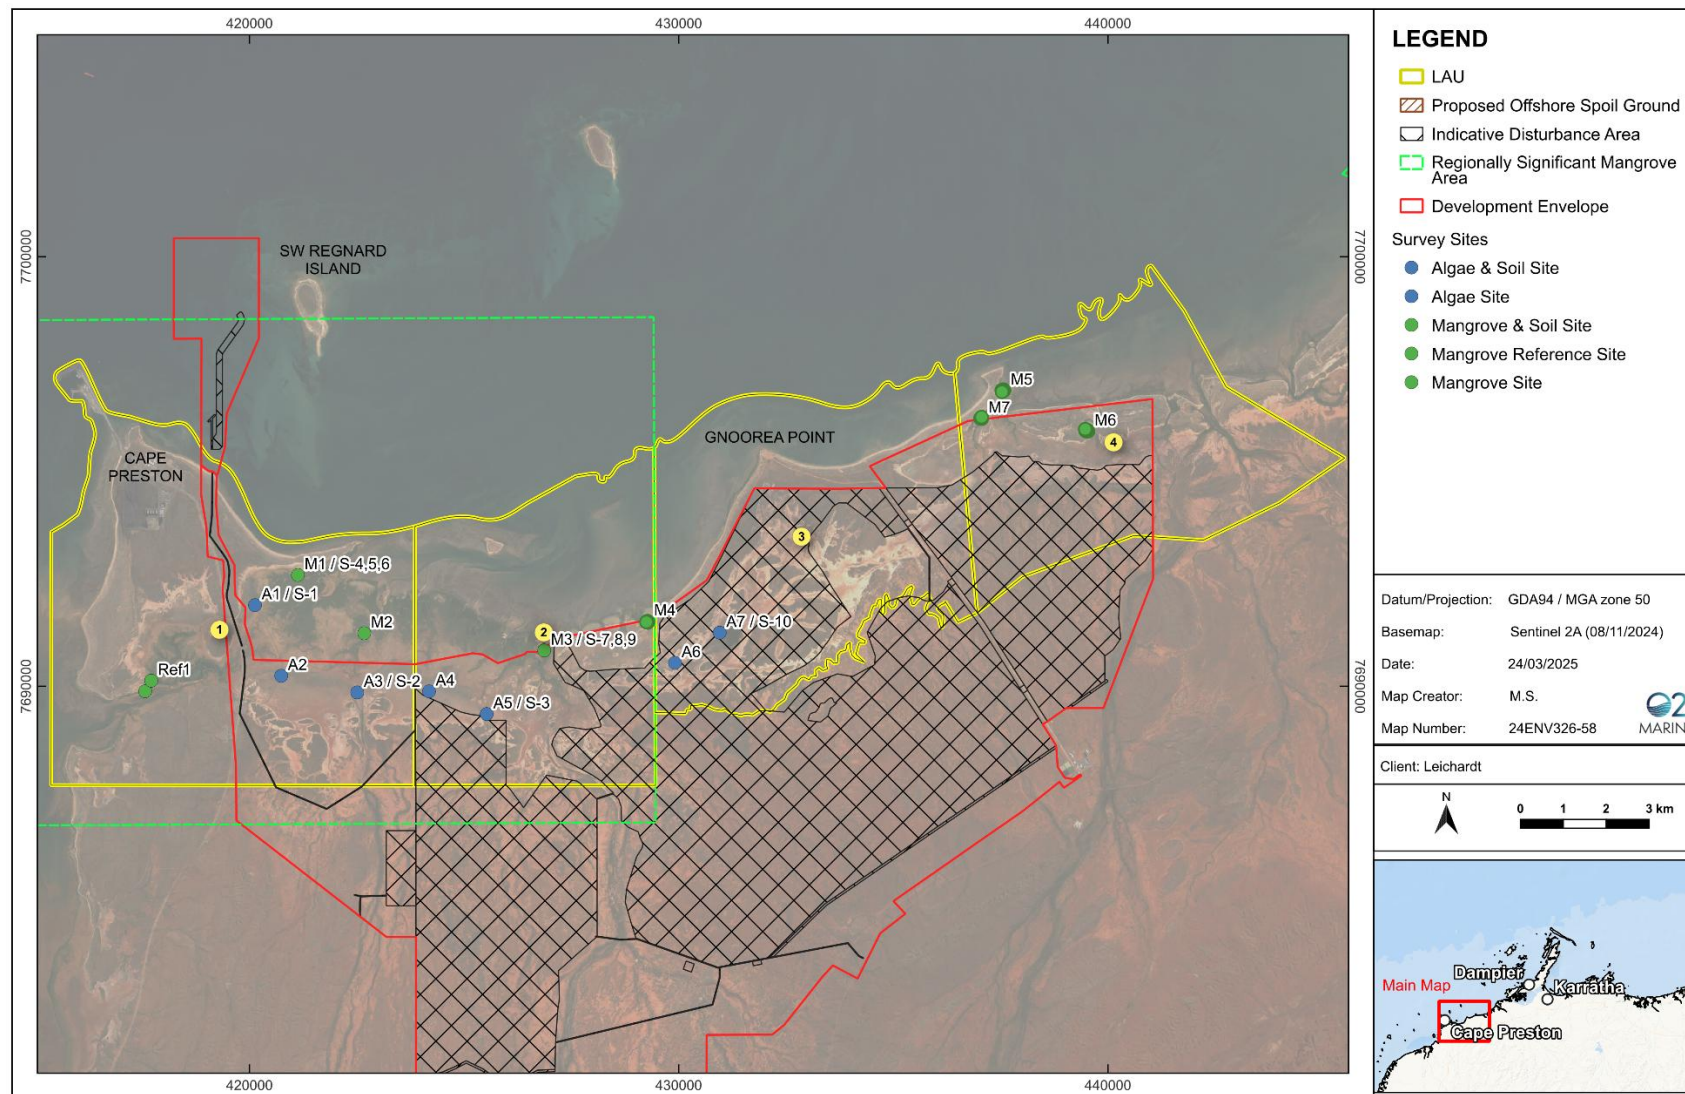 420000
430000
440000
7700000
7700000
7690000
7690000
SW REGNARD
ISLAND
CAPE
PRESTON
GNOOREA POINT
M5
M7
M6
4
3
M1 / S-4,5,6
A1 / S-1
M2
1
2
M3 / S-7,8,9
M4
A7 / S-10
A6
Ref1
A2
A3 / S-2
A4
A5 / S-3
420000
430000
440000
LEGEND
LAU
Proposed Offshore Spoil Ground
Indicative Disturbance Area
Regionally Significant Mangrove
Area
Development Envelope
Survey Sites
Algae & Soil Site
Algae Site
Mangrove & Soil Site
Mangrove Reference Site
Mangrove Site
Datum/Projection: GDA94 / MGA zone 50
Basemap: Sentinel 2A (08/11/2024)
Date: 24/03/2025
Map Creator: M.S.
Map Number: 24ENV326-58
O2
MARIN
Client: Leichardt
N
0 1 2 3 km
Main Map
Dampier
Karratha
Cape Preston